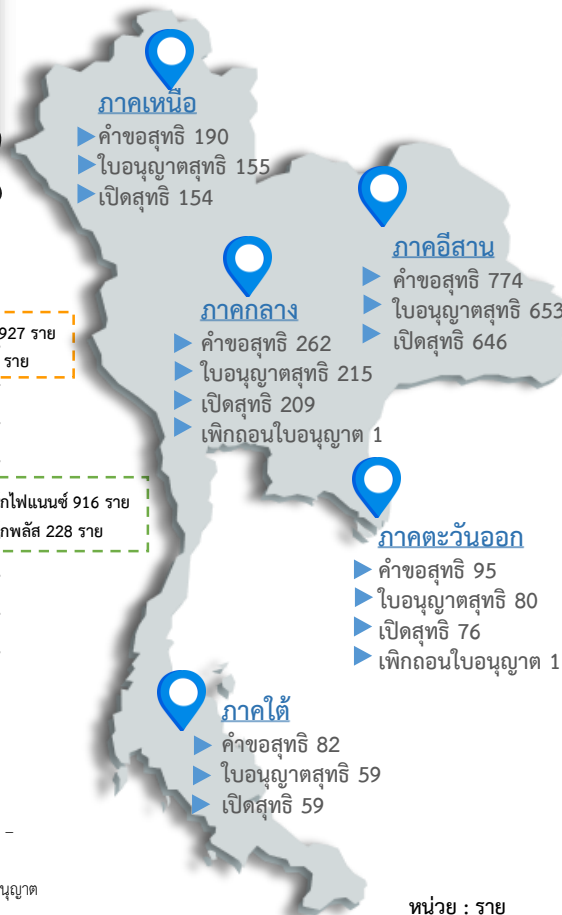 ภาคเหนือ
คำขอสุทธิ 190
ใบอนุญาตสุทธิ 155
เปิดสุทธิ 154
ภาคอีสาน
คำขอสุทธิ 774
ใบอนุญาตสุทธิ 653
เปิดสุทธิ 646
ภาคกลาง
คำขอสุทธิ 262
ใบอนุญาตสุทธิ 215
เปิดสุทธิ 209
เพิกถอนใบอนุญาต 1
927 ราย
ราย
กไฟแนนซ์ 916 ราย
กพลัส 228 ราย
ภาคตะวันออก
คำขอสุทธิ 95
ใบอนุญาตสุทธิ 80
เปิดสุทธิ 76
เพิกถอนใบอนุญาต 1
ภาคใต้
คำขอสุทธิ 82
ใบอนุญาตสุทธิ 59
เปิดสุทธิ 59
นุญาต
หน่วย : ราย